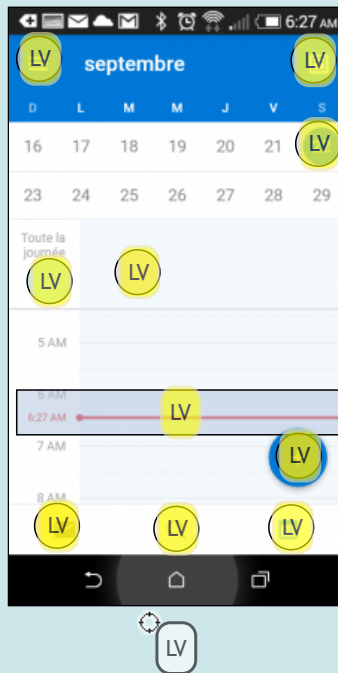 6:27 AM
LV septembre LV
D L M M J V S
16 17 18 19 20 21 LV
23 24 25 26 27 28 29
Toute la
journée
LV LV
5 AM
6 AM
6:27 AM LV
7 AM LV
8 AM
LV LV LV
LV